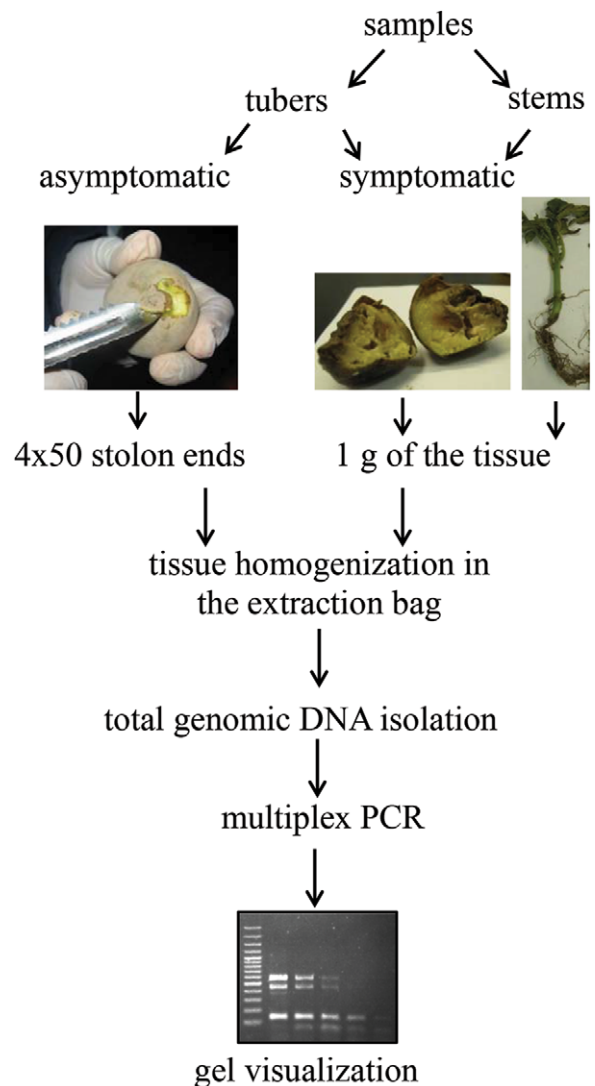 samples
tubers
stems
asymptomatic
symptomatic
4x50 stolon ends
1 g of the tissue
tissue homogenization in
the extraction bag
total genomic DNA isolation
multiplex PCR
gel visualization